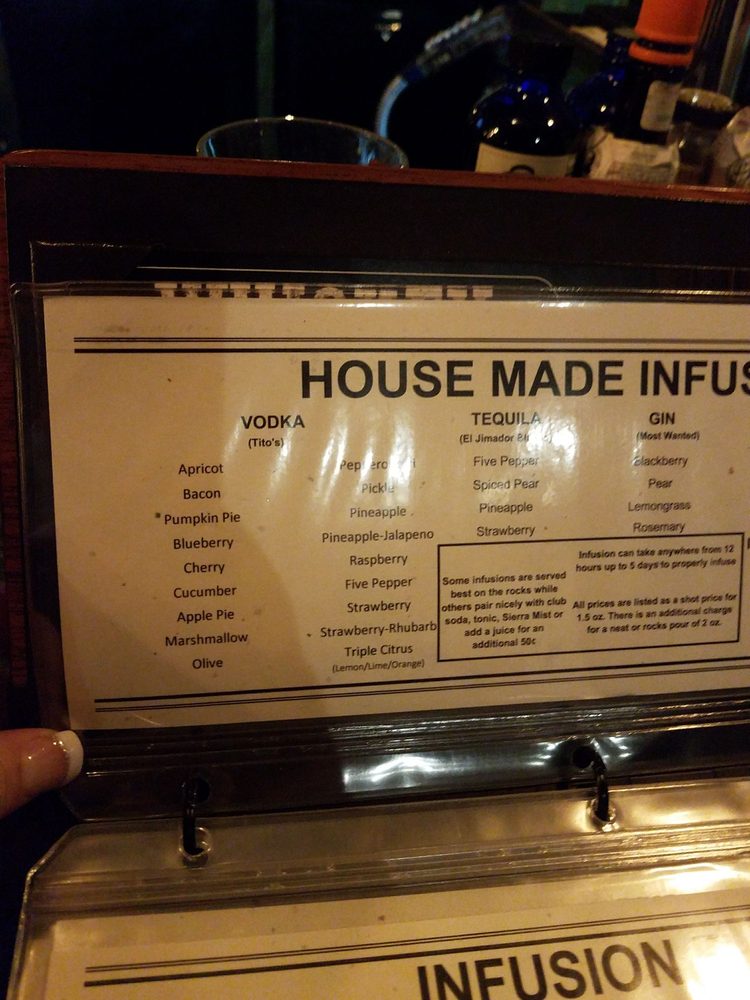 HOUSE MADE INFUS
VODKA
(Tito's)
Apricot
Bacon
Pumpkin Pie
Blueberry
Cherry
Cucumber
Apple Pie
Marshmallow
Olive
Pickle
Pineapple
Pineapple-Jalapeno
Raspberry
Five Pepper
Strawberry
Strawberry-Rhubarb
Triple Citrus
(Lemon/Lime/Orange)
TEQUILA
(El Jimador
Five Pepper
Spiced Pear
Pineapple
Strawberry
GIN
(Most Wanted)
Blackberry
Pear
Lemongrass
Rosemary
Some infusions are served
best on the rocks while
others pair nicely with club
soda, tonic, Sierra Mist or
add a juice for an
additional 50¢
Infusion can take anywhere from 12
hours up to 5 days to properly infuse
All prices are listed as a shot price for
1.5 oz. There is an additional charge
for a neat or rocks pour of 2 oz.
INFUSION